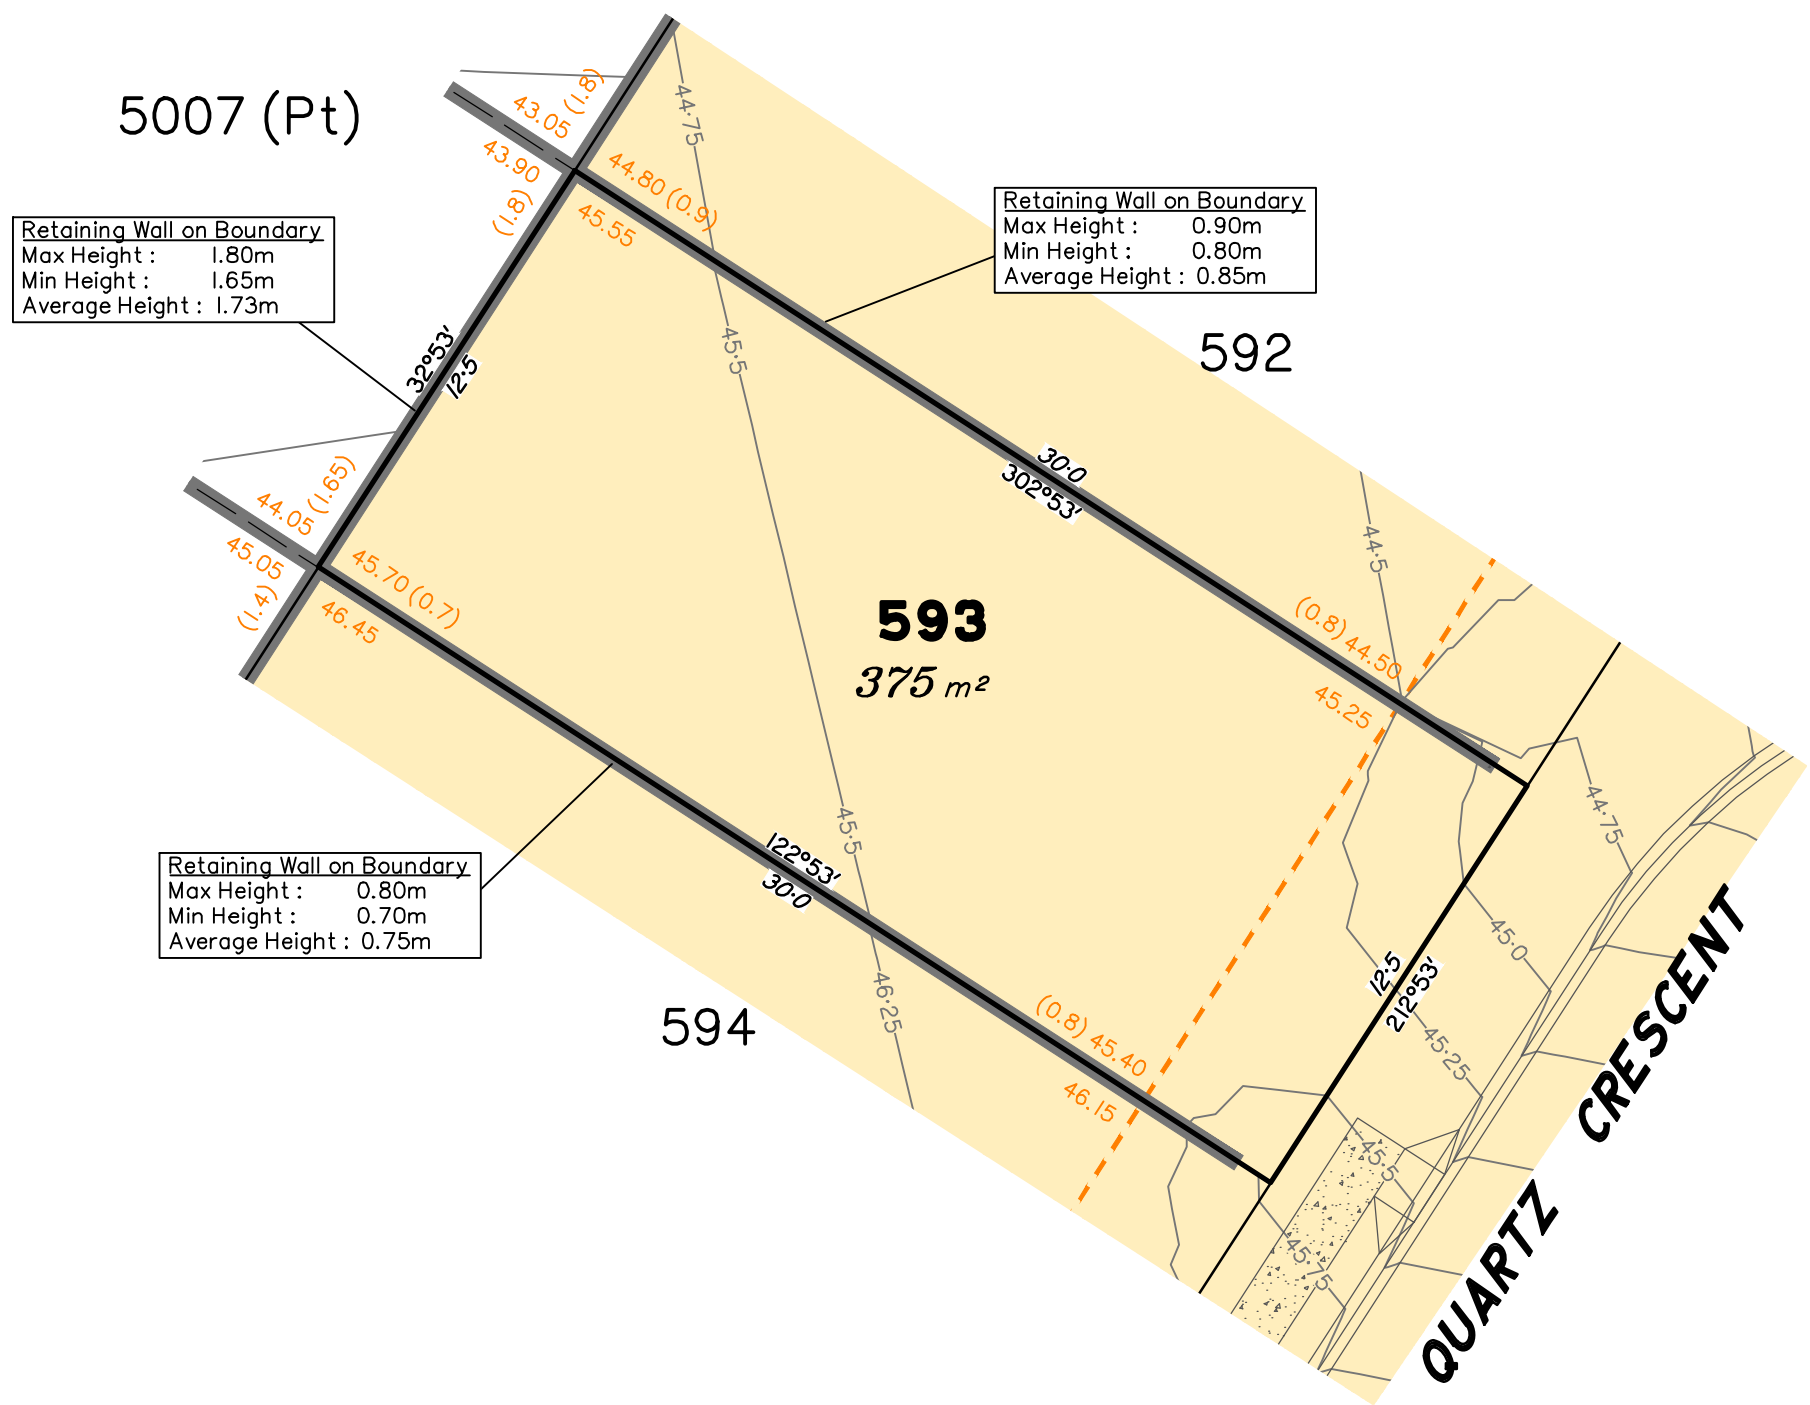 5007 (Pt)
43.05
(1.8)
43.90
(1.8)
44.80 (0.9)
45.55
44·75
Retaining Wall on Boundary
Max Height : 1.80m
Min Height : 1.65m
Average Height : 1.73m
Retaining Wall on Boundary
Max Height : 0.90m
Min Height : 0.80m
Average Height : 0.85m
592
32°53'
12·5
45·5
30·0
302°53'
44·5
44.05
(1.65)
45.05
(1.4)
45.70 (0.7)
46.45
593
375 m²
(0.8) 44.50
45.25
44·75
45·5
122°53'
30·0
Retaining Wall on Boundary
Max Height : 0.80m
Min Height : 0.70m
Average Height : 0.75m
46·25
594
(0.8) 45.40
46.15
12·5
212°53'
45·0
45·25
45·5
45·75
QUARTZ CRESCENT